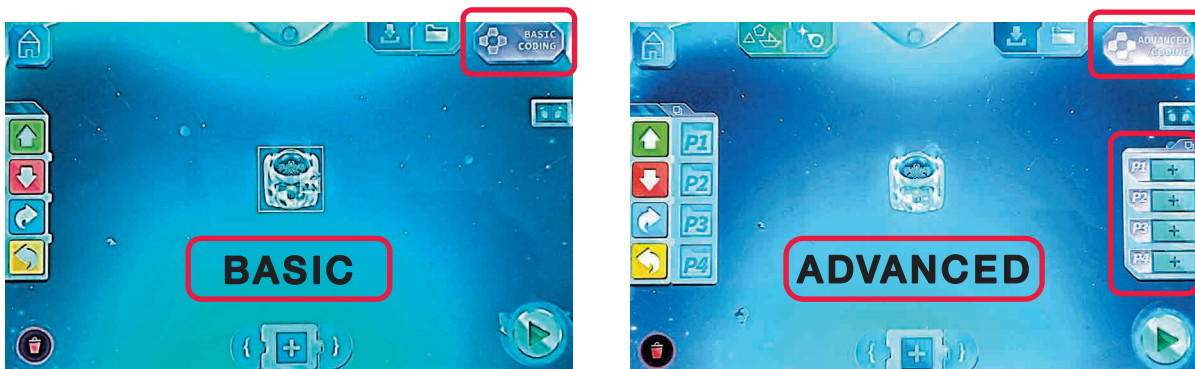 BASIC
CODING
BASIC
{ + }
ADVANCED
CODING
P1
P2
P3
P4
P1 +
P2 +
P3 +
P4 +
ADVANCED
{ + }